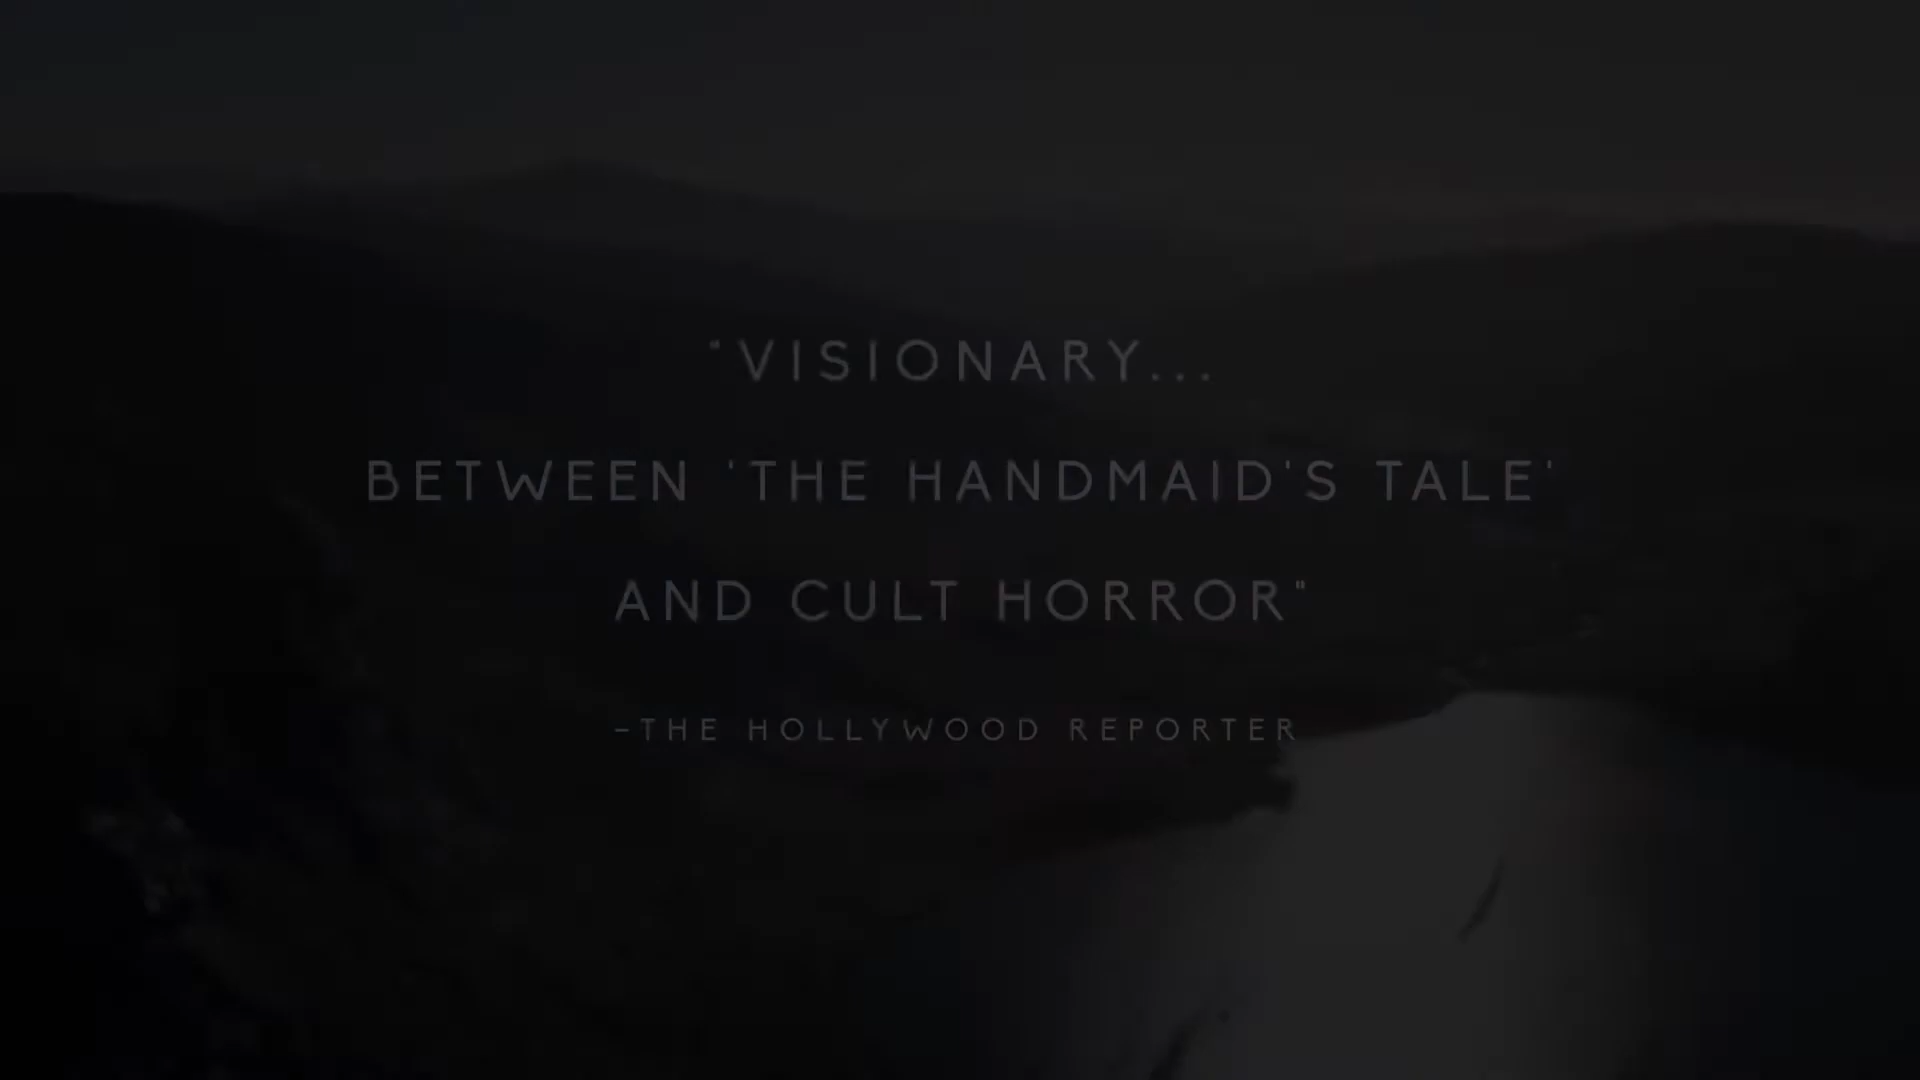 "VISIONARY...
BETWEEN 'THE HANDMAID'S TALE'
AND CULT HORROR"
-THE HOLLYWOOD REPORTER